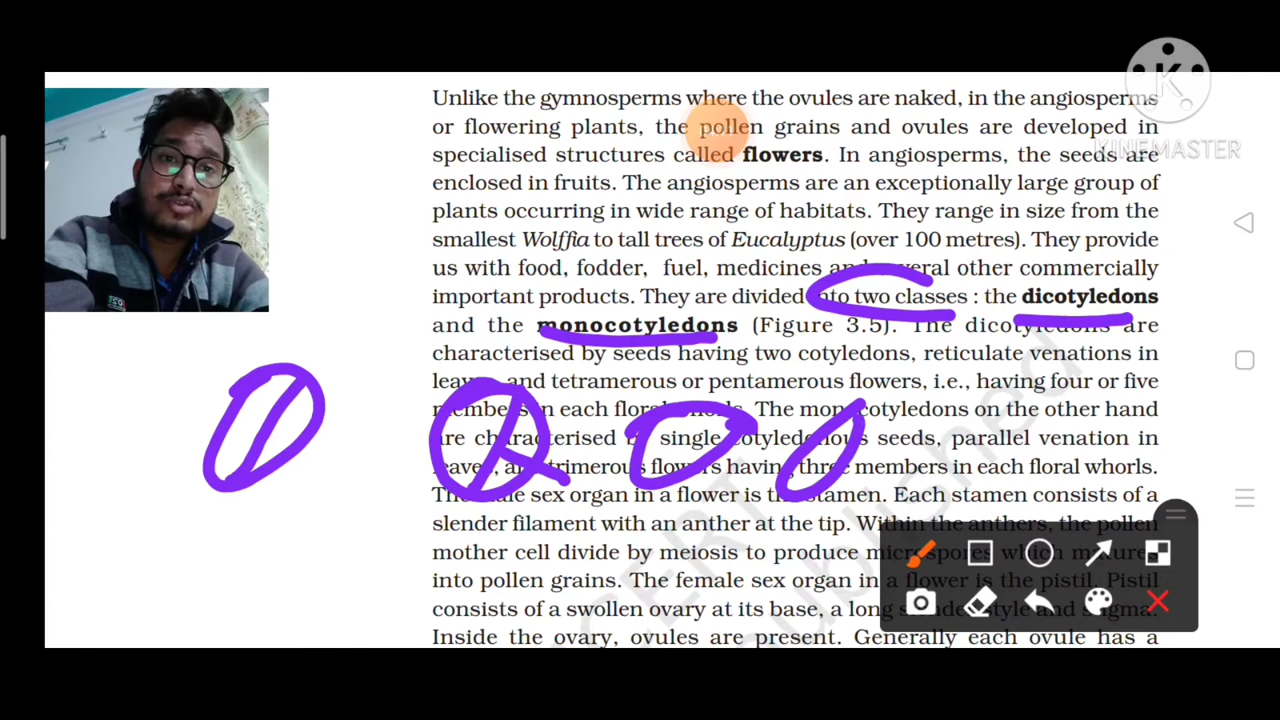 Unlike the gymnosperms where the ovules are naked, in the angiosperms
or flowering plants, the pollen grains and ovules are developed in
KINEMASTER
specialised structures called flowers. In angiosperms, the seeds are
enclosed in fruits. The angiosperms are an exceptionally large group of
plants occurring in wide range of habitats. They range in size from the
smallest Wolffia to tall trees of Eucalyptus (over 100 metres). They provide
us with food, fodder, fuel, medicines and several other commercially
important products. They are divided into two classes : the dicotyledons
and the monocotyledons (Figure 3.5). The dicotyledons are
characterised by seeds having two cotyledons, reticulate venations in
leaves, and tetramerous or pentamerous flowers, i.e., having four or five
members in each floral whorls. The monocotyledons on the other hand
are characterised by single cotyledonous seeds, parallel venation in
leaves, and trimerous flowers having three members in each floral whorls.
The male sex organ in a flower is the stamen. Each stamen consists of a
slender filament with an anther at the tip. Within the anthers, the pollen
mother cell divide by meiosis to produce microspores which matures
into pollen grains. The female sex organ in a flower is the pistil. Pistil
consists of a swollen ovary at its base, a long slender style and stigma.
Inside the ovary, ovules are present. Generally each ovule has a